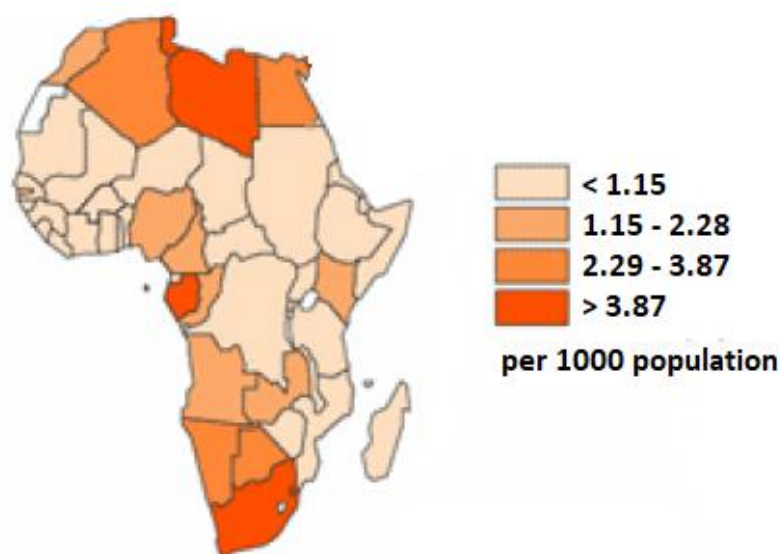 < 1.15
1.15 - 2.28
2.29 - 3.87
> 3.87
per 1000 population